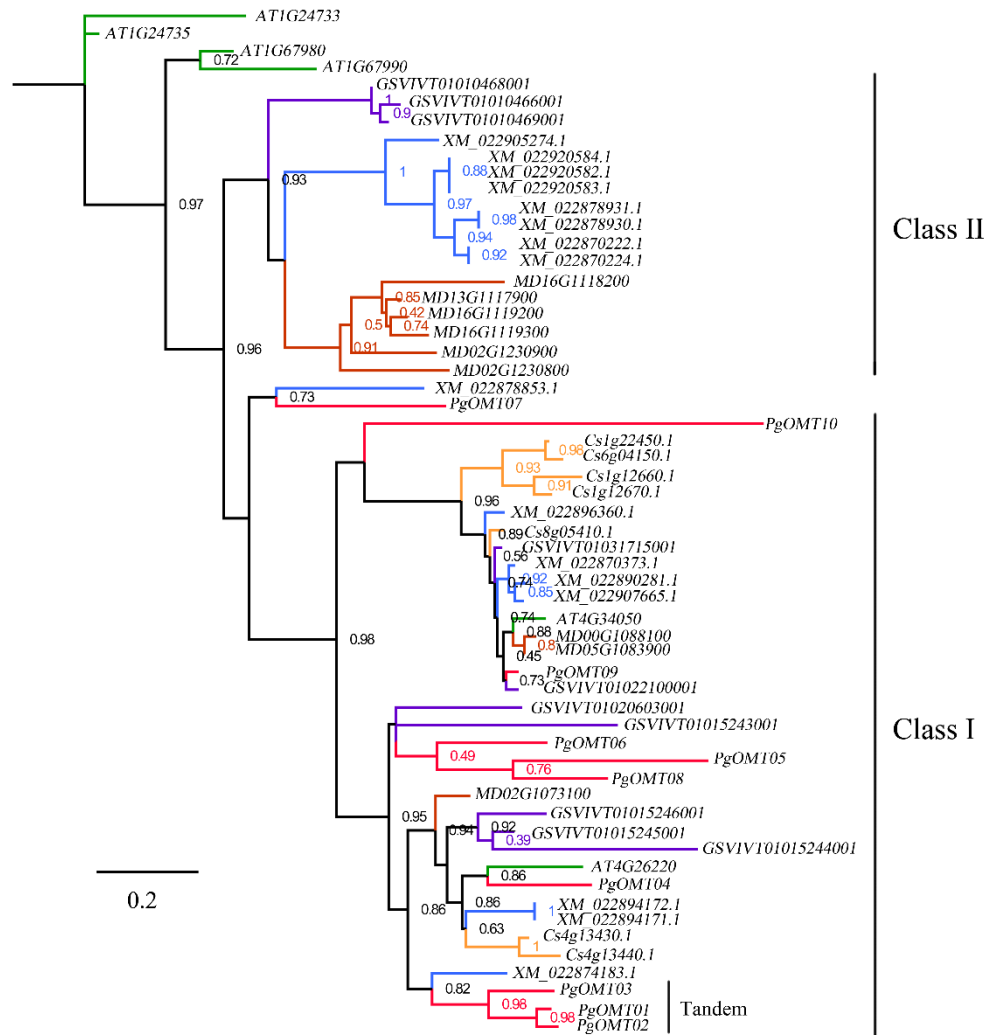 AT1G24733
AT1G24735
AT1G67980
0.72
AT1G67990
GSVIVT01010468001
1
GSVIVT01010466001
0.9
GSVIVT01010469001
XM_022905274.1
XM_022920584.1
0.88
XM_022920582.1
0.93
1
XM_022920583.1
0.97
0.97
XM_022878931.1
0.98
XM_022878930.1
Class II
0.94
XM_022870222.1
0.92
XM_022870224.1
MD16G1118200
0.85
MD13G1117900
0.42
MD16G1119200
0.5
0.74
MD16G1119300
0.96
0.91
MD02G1230900
MD02G1230800
XM_022878853.1
0.73
PgOMT07
PgOMT10
Cs1g22450.1
0.98
Cs6g04150.1
0.93
Cs1g12660.1
0.91
Cs1g12670.1
0.96
XM_022896360.1
0.89
Cs8g05410.1
GSVIVT01031715001
0.56
XM_022870373.1
0.74
0.92
XM_022890281.1
0.85
XM_022907665.1
0.74
AT4G34050
0.88
MD00G1088100
0.98
0.8
MD05G1083900
0.45
PgOMT09
0.73
GSVIVT01022100001
GSVIVT01020603001
GSVIVT01015243001
Class I
PgOMT06
0.49
PgOMT05
0.76
PgOMT08
MD02G1073100
0.95
GSVIVT01015246001
0.94
0.92
GSVIVT01015245001
0.39
GSVIVT01015244001
AT4G26220
0.86
PgOMT04
0.2
0.86
XM_022894172.1
0.86
1
XM_022894171.1
0.63
Cs4g13430.1
1
Cs4g13440.1
XM_022874183.1
0.82
PgOMT03
0.98
Tandem
PgOMT01
0.98
PgOMT02